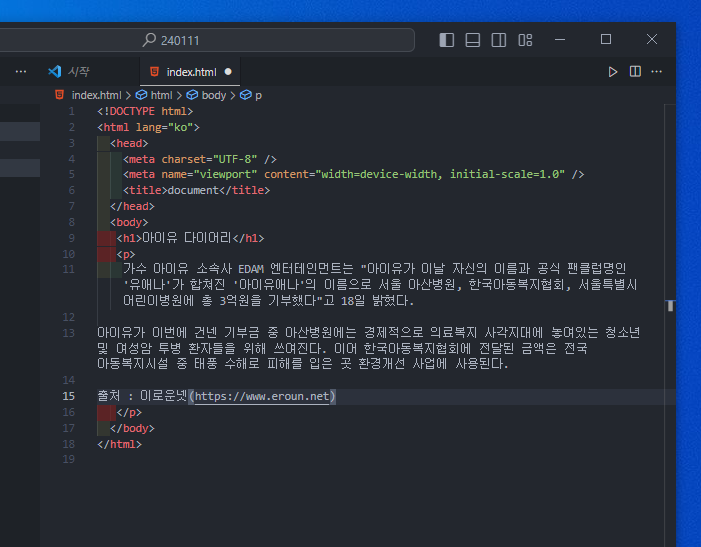 240111
시작
index.html
index.html > html > body > p
1 <!DOCTYPE html>
2 <html lang="ko">
3 <head>
4 <meta charset="UTF-8" />
5 <meta name="viewport" content="width=device-width, initial-scale=1.0" />
6 <title>document</title>
7 </head>
8 <body>
9 <h1>아이유 다이어리</h1>
10 <p>
11 가수 아이유 소속사 EDAM 엔터테인먼트는 "아이유가 이날 자신의 이름과 공식 팬클럽명인
'유애나'가 합쳐진 '아이유애나'의 이름으로 서울 아산병원, 한국아동복지협회, 서울특별시
어린이병원에 총 3억원을 기부했다"고 18일 밝혔다.
12
13 아이유가 이번에 건넨 기부금 중 아산병원에는 경제적으로 의료복지 사각지대에 놓여있는 청소년
및 여성암 투병 환자들을 위해 쓰여진다. 이어 한국아동복지협회에 전달된 금액은 전국
아동복지시설 중 태풍 수해로 피해를 입은 곳 환경개선 사업에 사용된다.
14
15 출처 : 이로운넷(https://www.eroun.net)
16 </p>
17 </body>
18 </html>
19